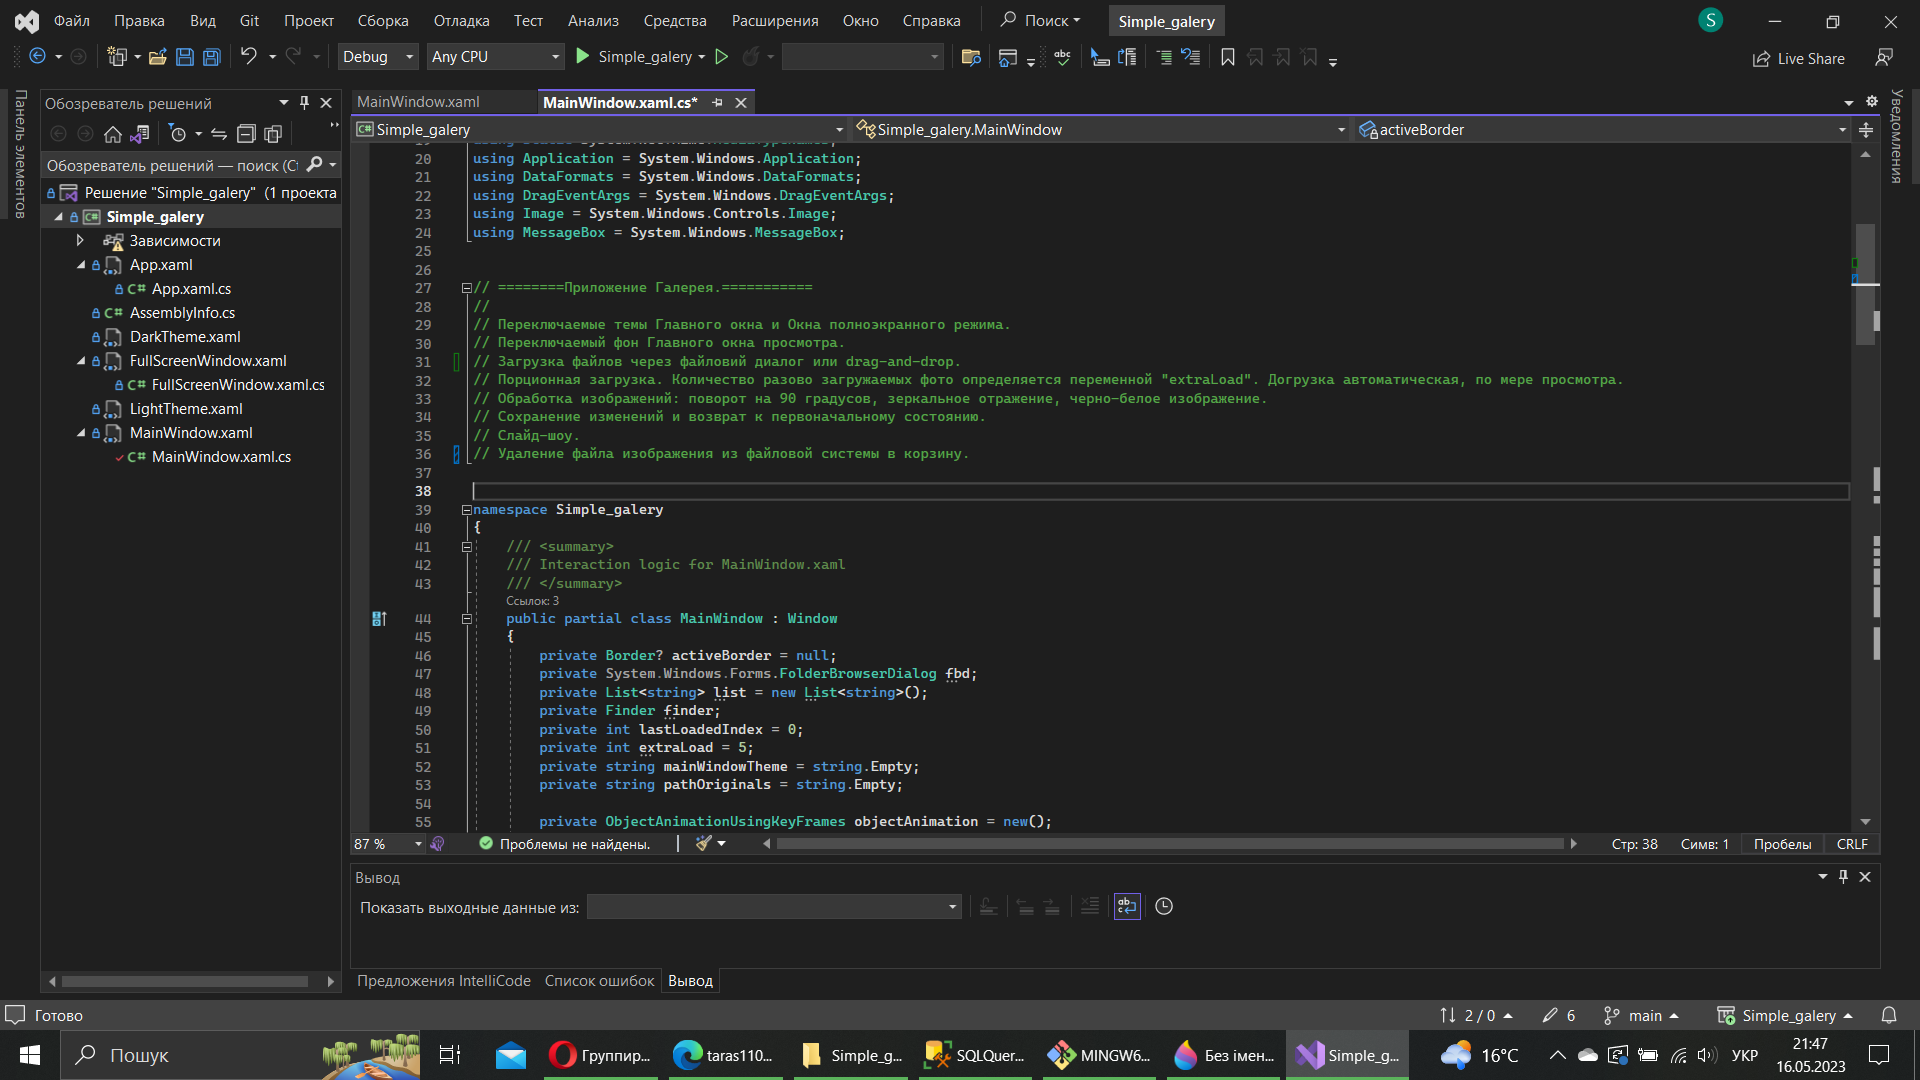 Файл Правка Вид Git Проект Сборка Отладка Тест Анализ Средства Расширения Окно Справка Поиск Simple_galery S
Debug Any CPU Simple_galery Live Share
Панель элементов
Обозреватель решений
Обозреватель решений — поиск (Ct
Решение "Simple_galery" (1 проекта
Simple_galery
Зависимости
App.xaml
C# App.xaml.cs
C# AssemblyInfo.cs
DarkTheme.xaml
FullScreenWindow.xaml
C# FullScreenWindow.xaml.cs
LightTheme.xaml
MainWindow.xaml
C# MainWindow.xaml.cs
MainWindow.xaml MainWindow.xaml.cs*
Simple_galery Simple_galery.MainWindow activeBorder
Уведомления
20 using Application = System.Windows.Application;
21 using DataFormats = System.Windows.DataFormats;
22 using DragEventArgs = System.Windows.DragEventArgs;
23 using Image = System.Windows.Controls.Image;
24 using MessageBox = System.Windows.MessageBox;
25
26
27 // ========Приложение Галерея.===========
28 //
29 // Переключаемые темы Главного окна и Окна полноэкранного режима.
30 // Переключаемый фон Главного окна просмотра.
31 // Загрузка файлов через файловий диалог или drag-and-drop.
32 // Порционная загрузка. Количество разово загружаемых фото определяется переменной "extraLoad". Догрузка автоматическая, по мере просмотра.
33 // Обработка изображений: поворот на 90 градусов, зеркальное отражение, черно-белое изображение.
34 // Сохранение изменений и возврат к первоначальному состоянию.
35 // Слайд-шоу.
36 // Удаление файла изображения из файловой системы в корзину.
37
38
39 namespace Simple_galery
40 {
41 /// <summary>
42 /// Interaction logic for MainWindow.xaml
43 /// </summary>
Ссылок: 3
44 public partial class MainWindow : Window
45 {
46 private Border? activeBorder = null;
47 private System.Windows.Forms.FolderBrowserDialog fbd;
48 private List<string> list = new List<string>();
49 private Finder finder;
50 private int lastLoadedIndex = 0;
51 private int extraLoad = 5;
52 private string mainWindowTheme = string.Empty;
53 private string pathOriginals = string.Empty;
54
55 private ObjectAnimationUsingKeyFrames objectAnimation = new();
87 % Проблемы не найдены. Стр: 38 Симв: 1 Пробелы CRLF
Вывод
Показать выходные данные из:
Предложения IntelliCode Список ошибок Вывод
Готово 2 / 0 6 main Simple_galery
Пошук Группир... taras110... Simple_g... SQLQuer... MINGW6... Без імен... Simple_g... 16°C УКР 21:47
16.05.2023